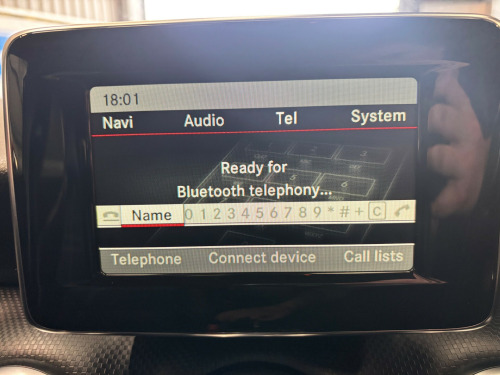 18:01
Navi Audio Tel System
Ready for
Bluetooth telephony...
Name 0 1 2 3 4 5 6 7 8 9 * # + C
Telephone Connect device Call lists